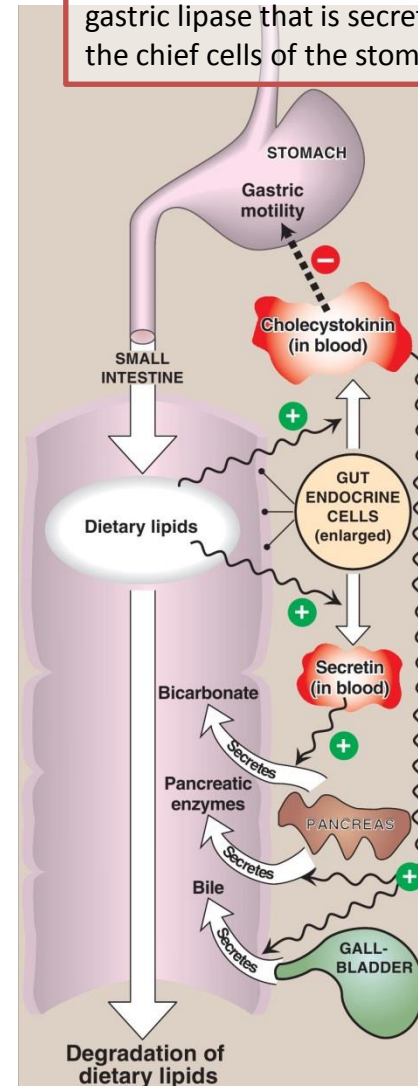 gastric lipase that is secre
the chief cells of the stom
STOMACH
Gastric
motility
−
Cholecystokinin
(in blood)
SMALL
INTESTINE
+
GUT
ENDOCRINE
CELLS
(enlarged)
Dietary lipids
+
Secretin
(in blood)
Bicarbonate
+
Secretes
Pancreatic
enzymes
PANCREAS
Secretes
+
Bile
Secretes
GALL-
BLADDER
Degradation of
dietary lipids